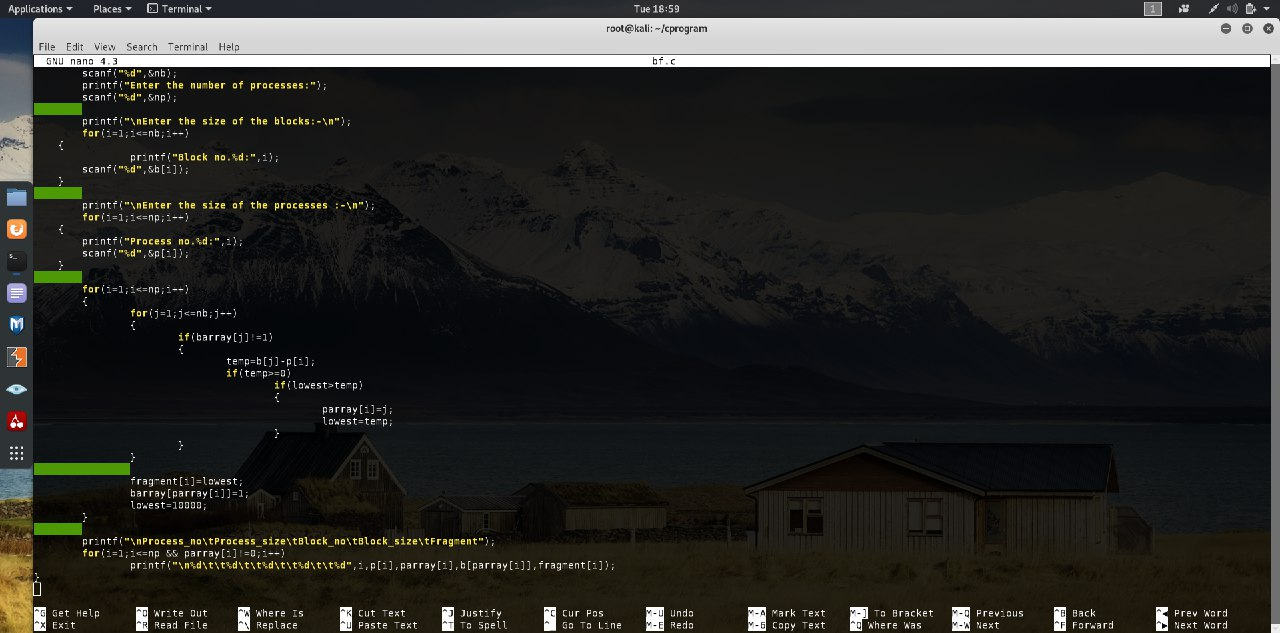 Applications Places Terminal Tue 18:59 1
root@kali: ~/cprogram
File Edit View Search Terminal Help
GNU nano 4.3 bf.c
scanf("%d",&nb);
printf("Enter the number of processes:");
scanf("%d",&np);
printf("\nEnter the size of the blocks:-\n");
for(i=1;i<=nb;i++)
{
printf("Block no.%d:",i);
scanf("%d",&b[i]);
}
printf("\nEnter the size of the processes :-\n");
for(i=1;i<=np;i++)
{
printf("Process no.%d:",i);
scanf("%d",&p[i]);
}
for(i=1;i<=np;i++)
{
for(j=1;j<=nb;j++)
{
if(barray[j]!=1)
{
temp=b[j]-p[i];
if(temp>=0)
if(lowest>temp)
{
parray[i]=j;
lowest=temp;
}
}
}
fragment[i]=lowest;
barray[parray[i]]=1;
lowest=10000;
}
printf("\nProcess_no\tProcess_size\tBlock_no\tBlock_size\tFragment");
for(i=1;i<=np && parray[i]!=0;i++)
printf("\n%d\t\t%d\t\t%d\t\t%d\t\t%d",i,p[i],parray[i],b[parray[i]],fragment[i]);
}
^G Get Help ^O Write Out ^W Where Is ^K Cut Text ^J Justify ^C Cur Pos M-U Undo M-A Mark Text M-] To Bracket M-Q Previous ^B Back ^◀ Prev Word
^X Exit ^R Read File ^\ Replace ^U Paste Text ^T To Spell ^_ Go To Line M-E Redo M-6 Copy Text ^Q Where Was M-W Next ^F Forward ^▶ Next Word